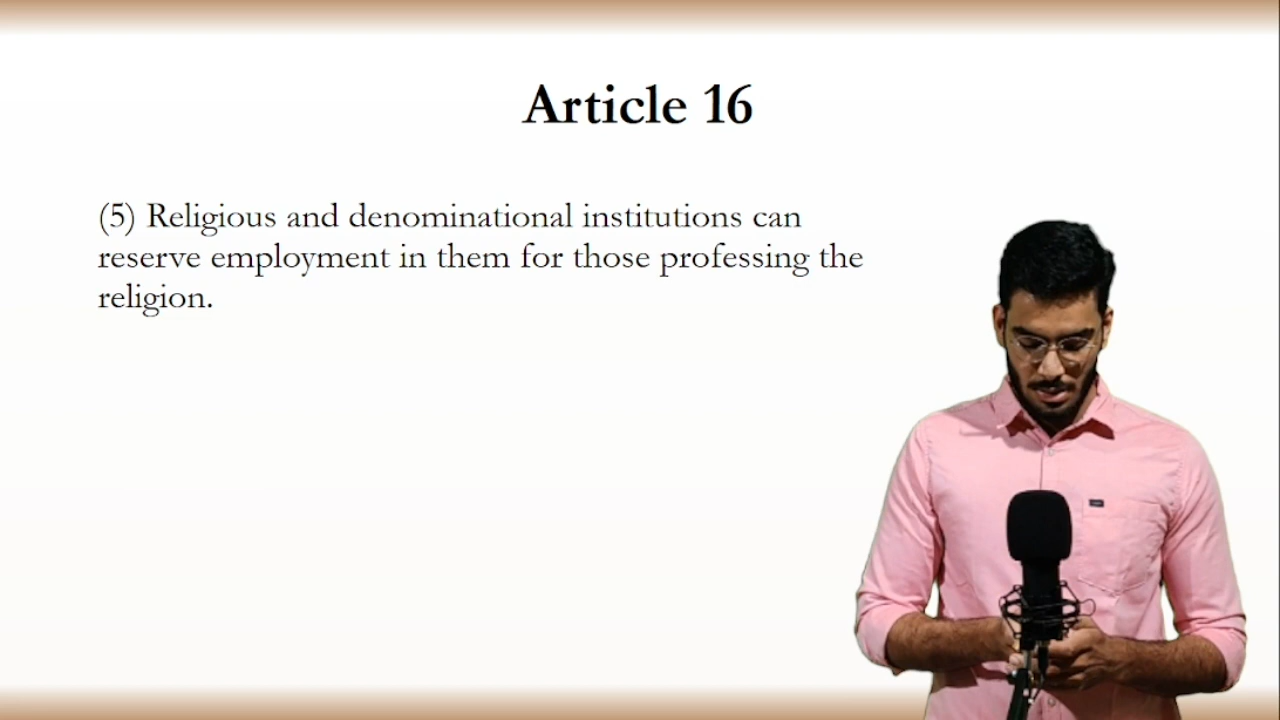 Article 16
(5) Religious and denominational institutions can
reserve employment in them for those professing the
religion.